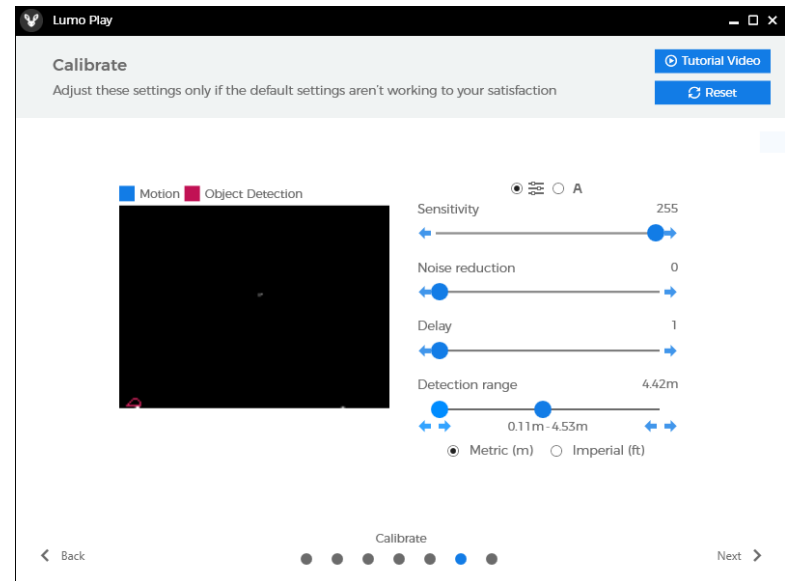 Lumo Play
Calibrate
Adjust these settings only if the default settings aren't working to your satisfaction
Tutorial Video
Reset
Motion Object Detection
A
Sensitivity 255
Noise reduction 0
Delay 1
Detection range 4.42m
0.11m-4.53m
Metric (m) Imperial (ft)
Calibrate
Back
Next